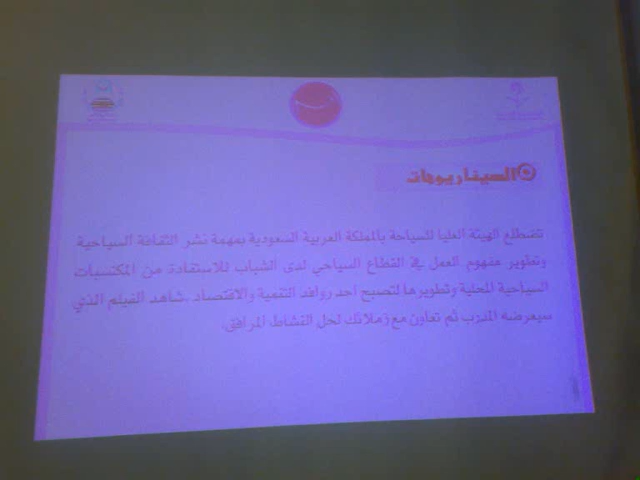 السيناريوهات
تضطلع الهيئة العليا للسياحة بالمملكة العربية السعودية بمهمة نشر الثقافة السياحية
وتطوير مفهوم العمل في القطاع السياحي لدى الشباب للاستفادة من المكتسبات
السياحية المحلية وتطويرها لتصبح احد روافد التنمية والاقتصاد .شاهد الفيلم الذي
سيعرضه المدرب ثم تعاون مع زملائك لحل النشاط المرافق.